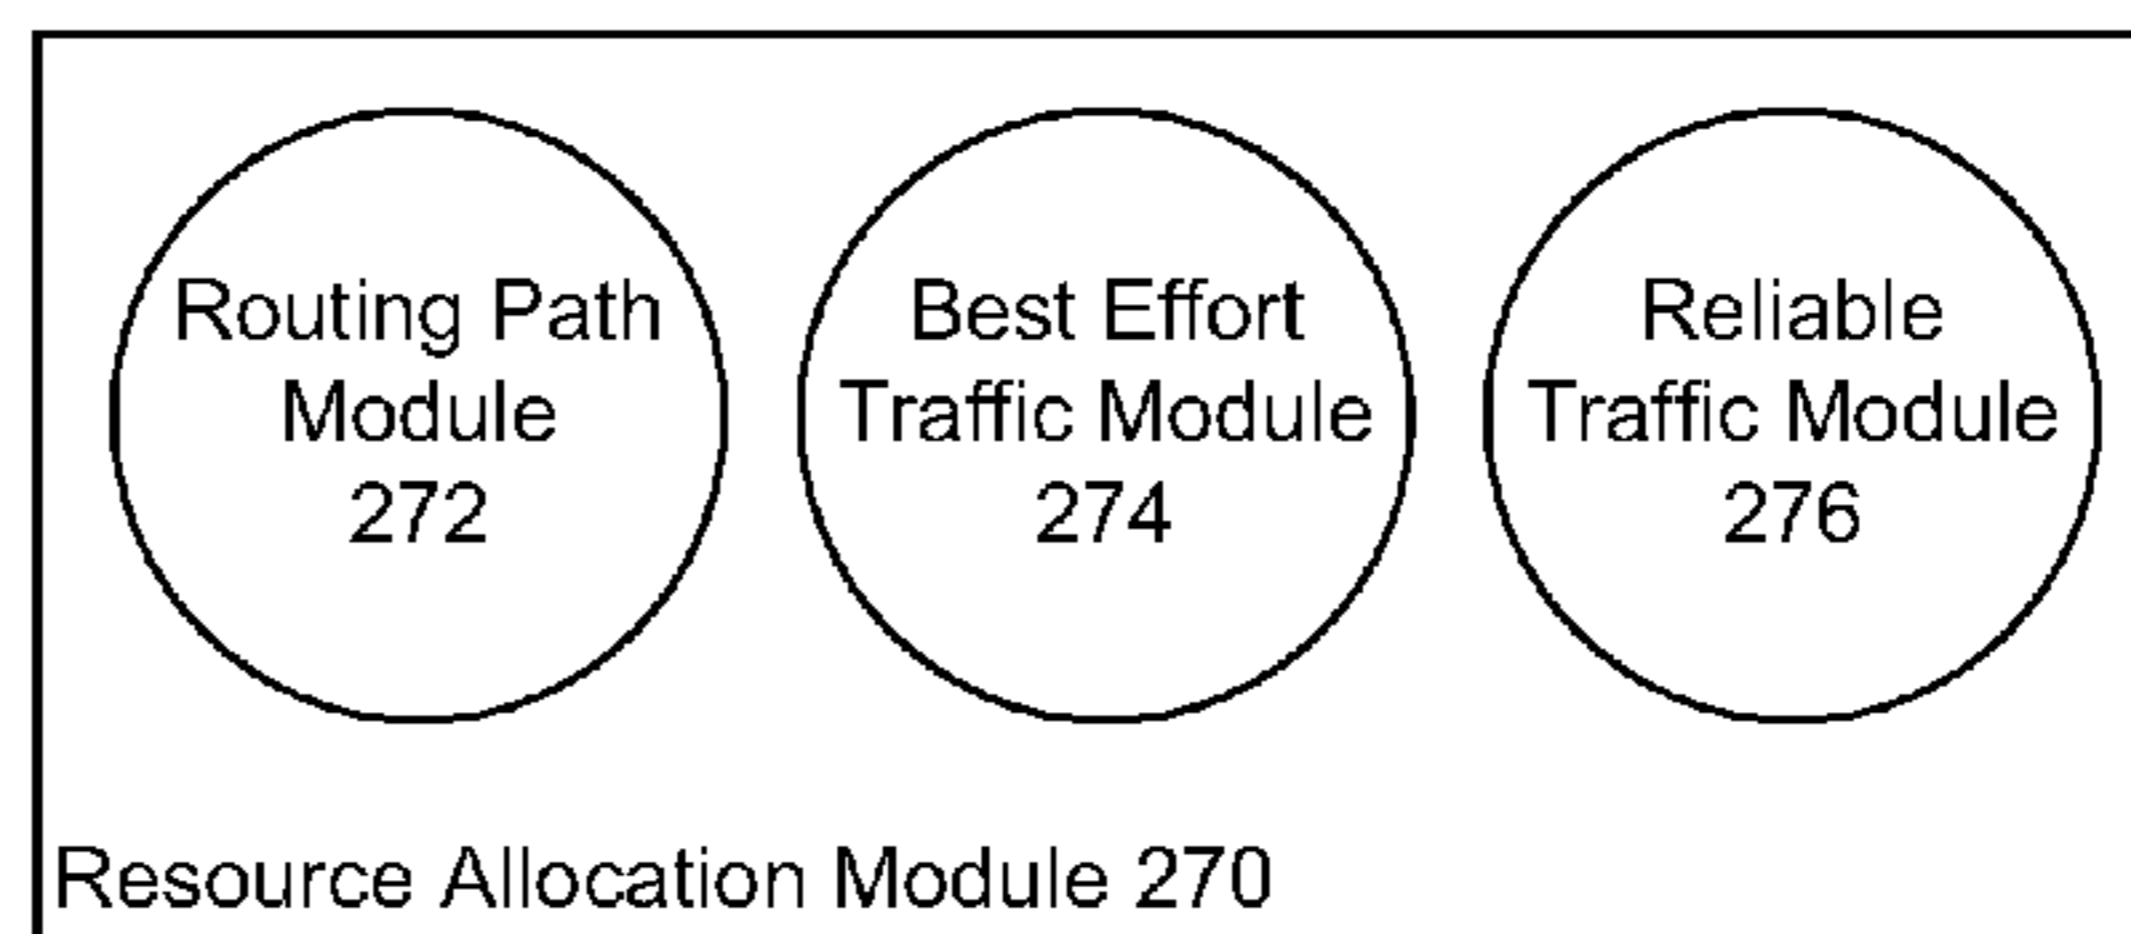 Routing Path
Module
272
Best Effort
Traffic Module
274
Reliable
Traffic Module
276
Resource Allocation Module 270